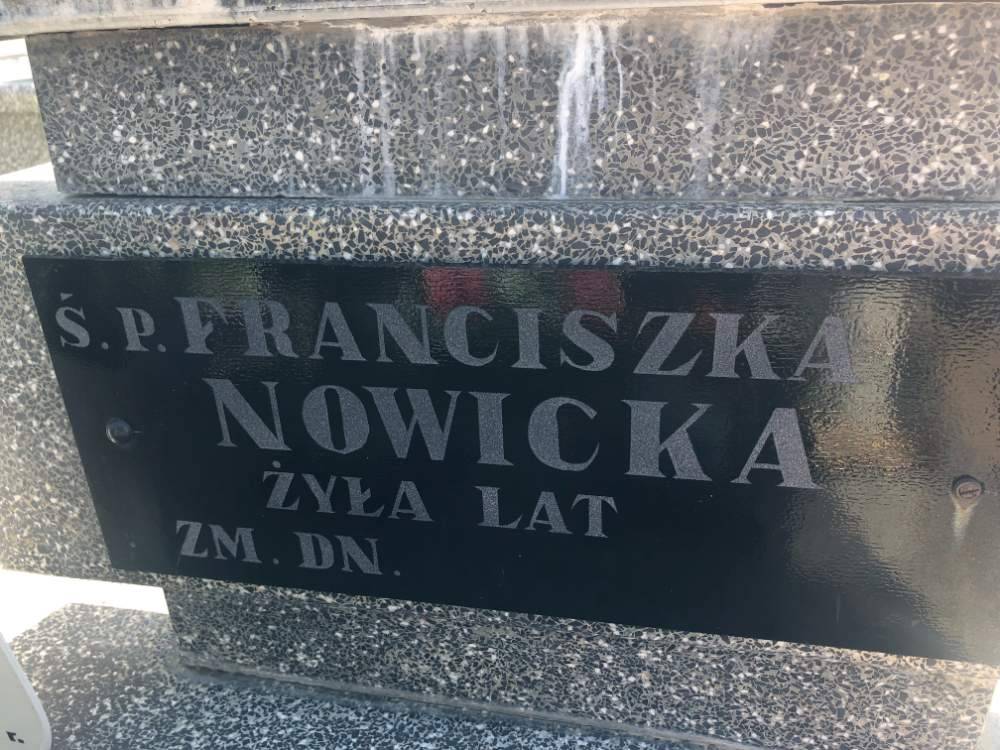 Ś.P. FRANCISZKA
NOWICKA
ŻYŁA LAT
ZM. DN.
r.